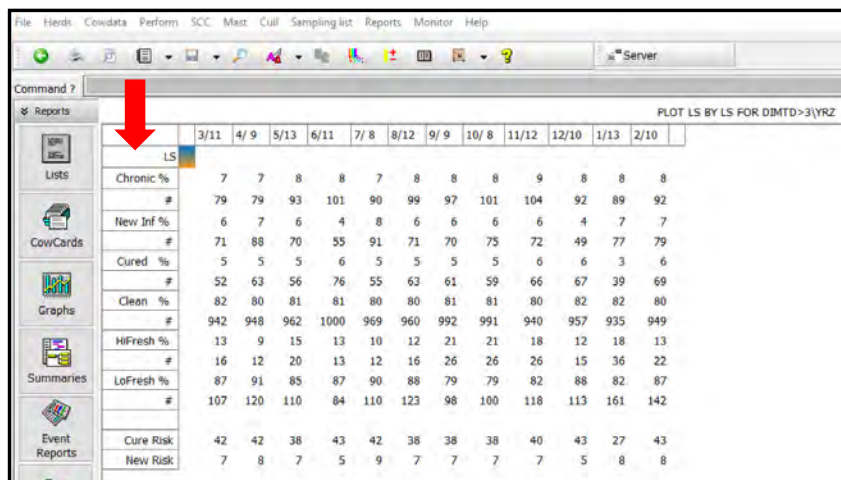 File Herds Cowdata Perform SCC Mast Cull Sampling list Reports Monitor Help
Server
Command ?
Reports
PLOT LS BY LS FOR DIMTD>3\YRZ
3/11 4/ 9 5/13 6/11 7/ 8 8/12 9/ 9 10/ 8 11/12 12/10 1/13 2/10
LS
Lists
Chronic % 7 7 8 8 7 8 8 8 9 8 8 8
# 79 79 93 101 90 99 97 101 104 92 89 92
New Inf % 6 7 6 4 8 6 6 6 6 4 7 7
CowCards
# 71 88 70 55 91 71 70 75 72 49 77 79
Cured % 5 5 5 6 5 5 5 5 6 6 3 6
# 52 63 56 76 55 63 61 59 66 67 39 69
Clean % 82 80 81 81 80 80 81 81 80 82 82 80
Graphs
# 942 948 962 1000 969 960 992 991 940 957 935 949
HiFresh % 13 9 15 13 10 12 21 21 18 12 18 13
# 16 12 20 13 12 16 26 26 26 15 36 22
Summaries
LoFresh % 87 91 85 87 90 88 79 79 82 88 82 87
# 107 120 110 84 110 123 98 100 118 113 161 142
Event
Reports
Cure Risk 42 42 38 43 42 38 38 38 40 43 27 43
New Risk 7 8 7 5 9 7 7 7 7 5 8 8